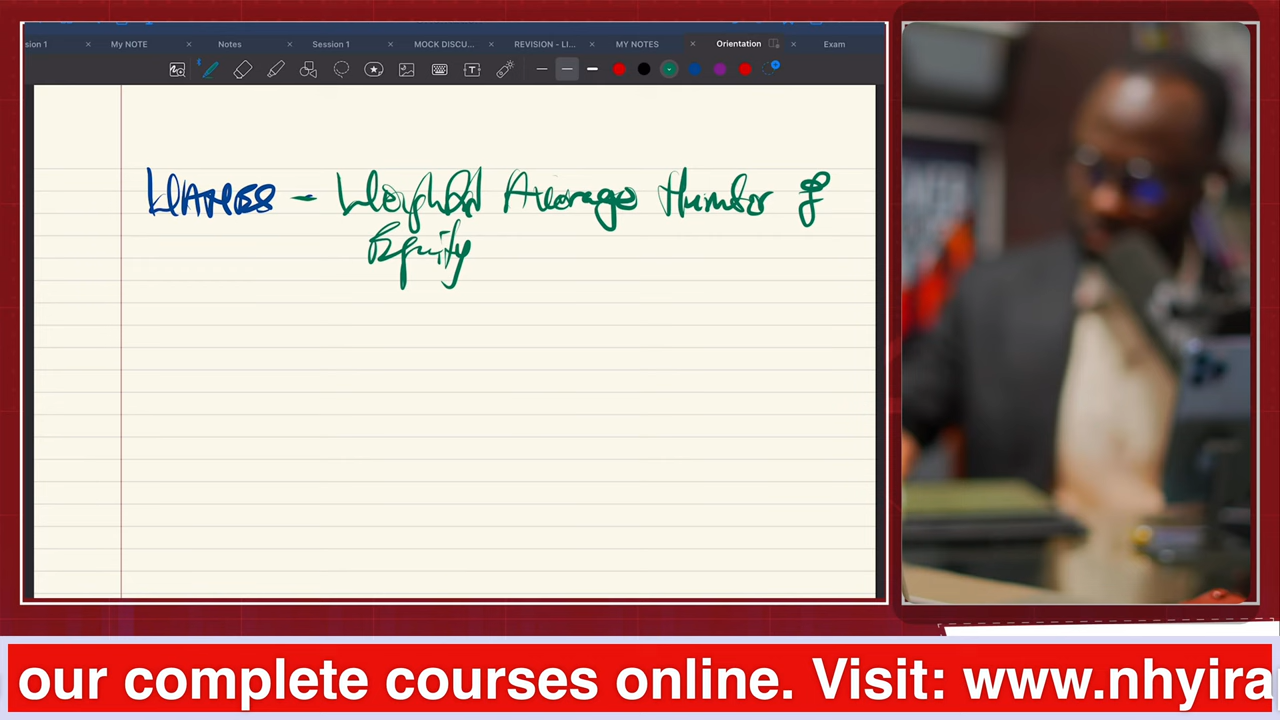 sion 1 My NOTE Notes Session 1 MOCK DISCU... REVISION - LI... MY NOTES Orientation Exam
WANES - Weighted Average Number of
Equity
our complete courses online. Visit: www.nhyira